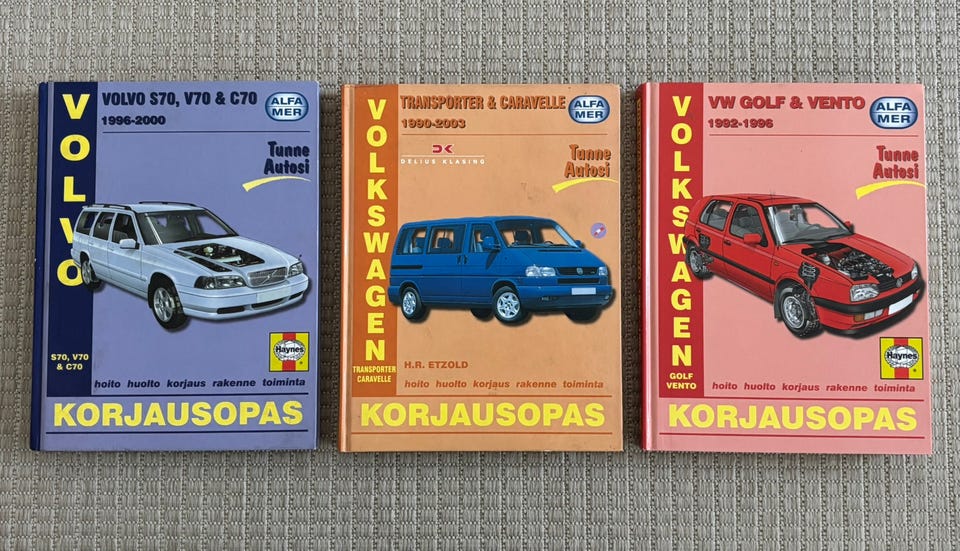 VOLVO
VOLVO S70, V70 & C70
1996-2000
ALFA
MER
Tunne
Autosi
S70, V70
& C70
Haynes
hoito huolto korjaus rakenne toiminta
KORJAUSOPAS
VOLKSWAGEN
TRANSPORTER & CARAVELLE
1990-2003
ALFA
MER
DK
DELIUS KLASING
Tunne
Autosi
H.R. ETZOLD
TRANSPORTER
CARAVELLE
hoito huolto korjaus rakenne toiminta
KORJAUSOPAS
VOLKSWAGEN
VW GOLF & VENTO
1992-1996
ALFA
MER
Tunne
Autosi
Haynes
GOLF
VENTO
hoito huolto korjaus rakenne toiminta
KORJAUSOPAS